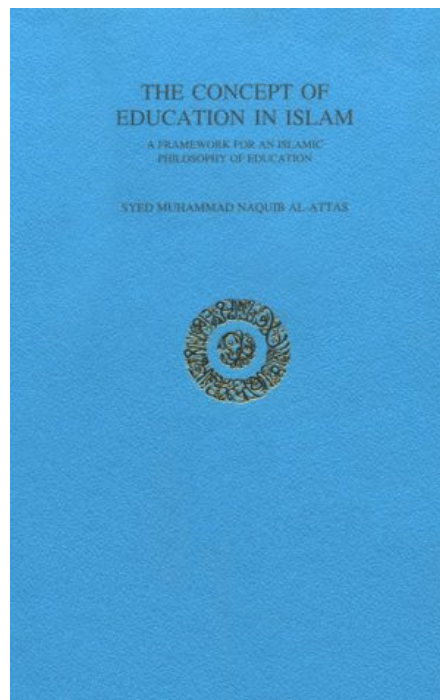 THE CONCEPT OF
EDUCATION IN ISLAM
A FRAMEWORK FOR AN ISLAMIC
PHILOSOPHY OF EDUCATION
SYED MUHAMMAD NAQUIB AL-ATTAS